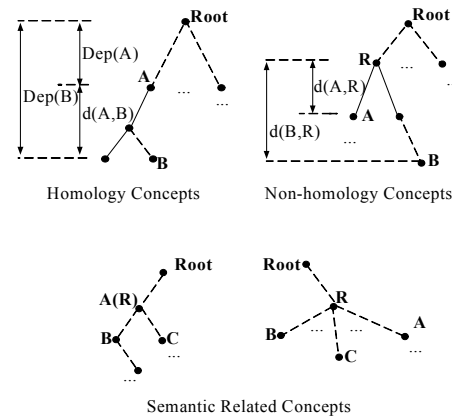 Root
Dep(A)
A
Dep(B)
d(A,B)
...
...
B
Homology Concepts
Root
R
...
...
d(A,R)
A
d(B,R)
...
B
Non-homology Concepts
Root
A(R)
B
C
...
...
Root
R
B
...
...
A
C
...
...
Semantic Related Concepts